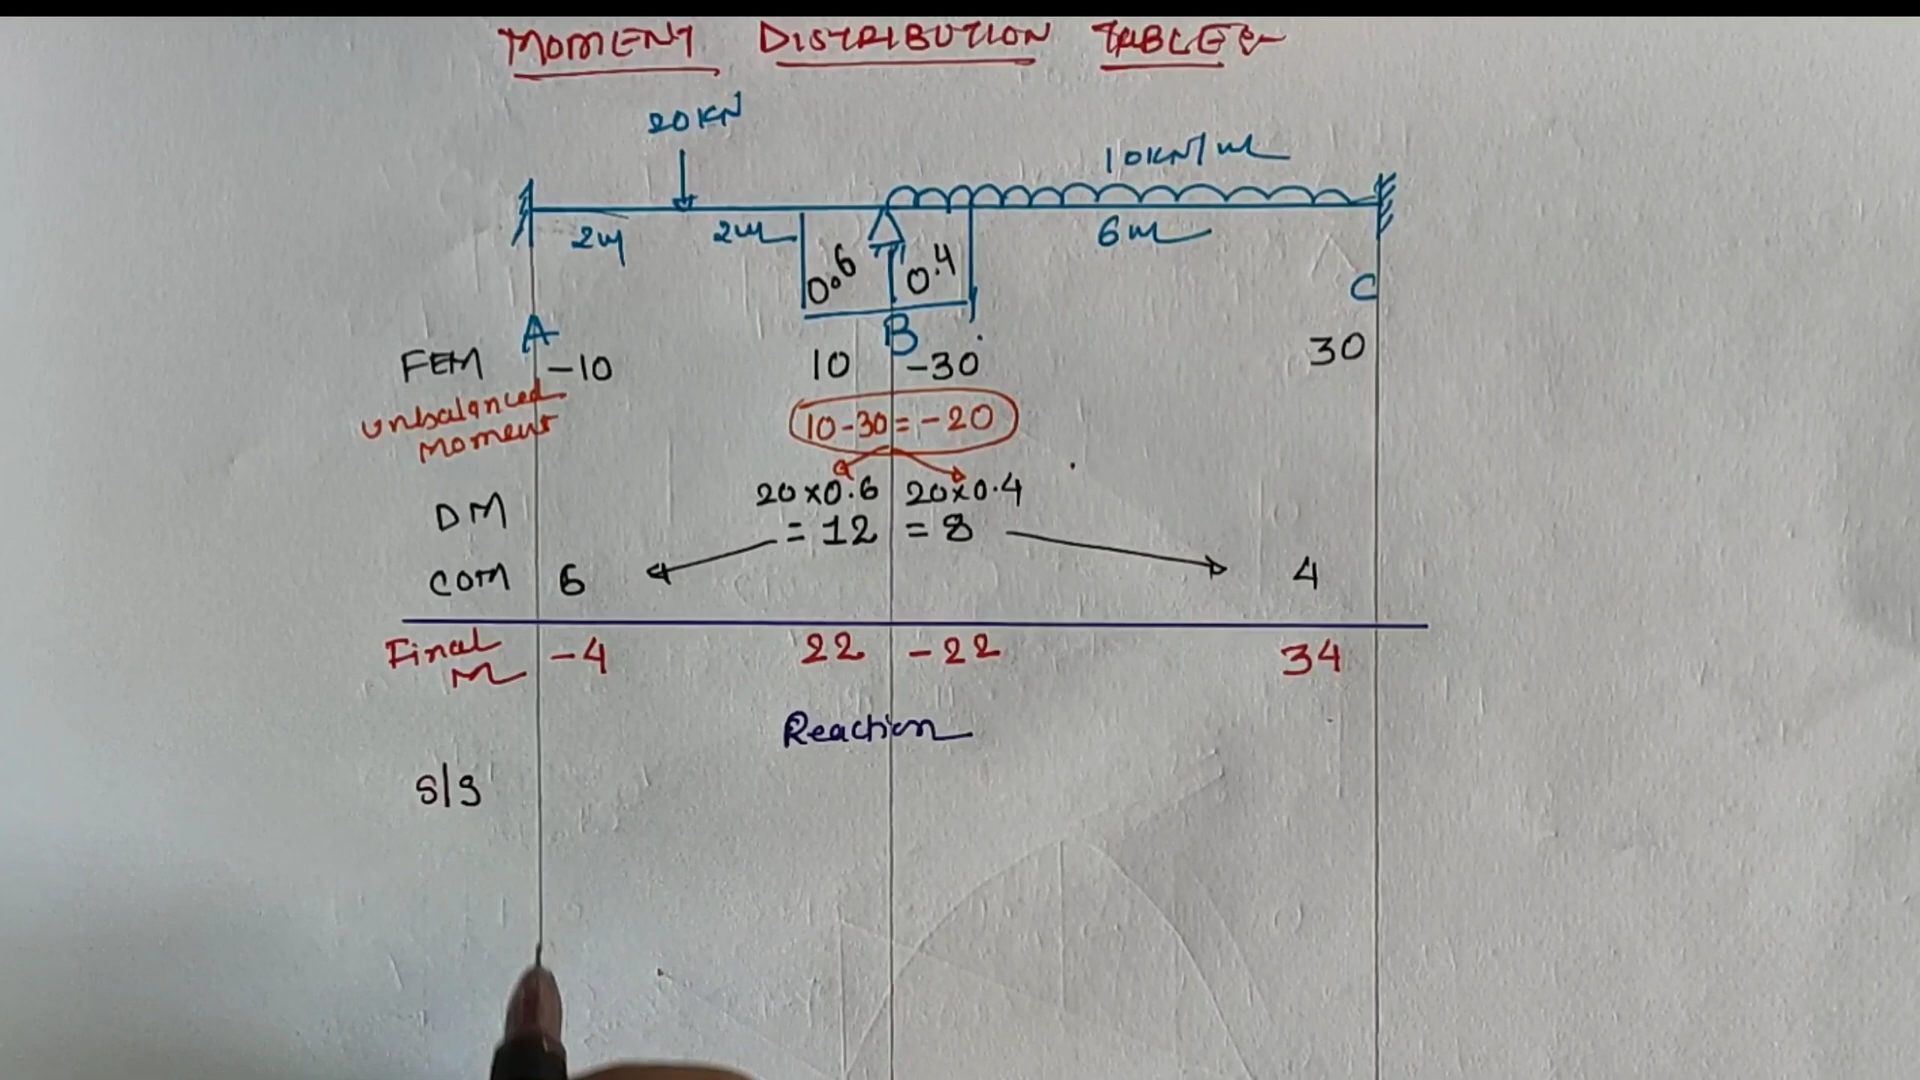 MOMENT DISTRIBUTION TABLE :-
20KN
10KN/m
2m 2m 6m
0.6 0.4
A B C
FEM -10 10 -30 30
Unbalanced
Moment
10-30=-20
20×0.6 20×0.4
DM = 12 = 8
COM 6 4
Final
M -4 22 -22 34
Reaction
S/S